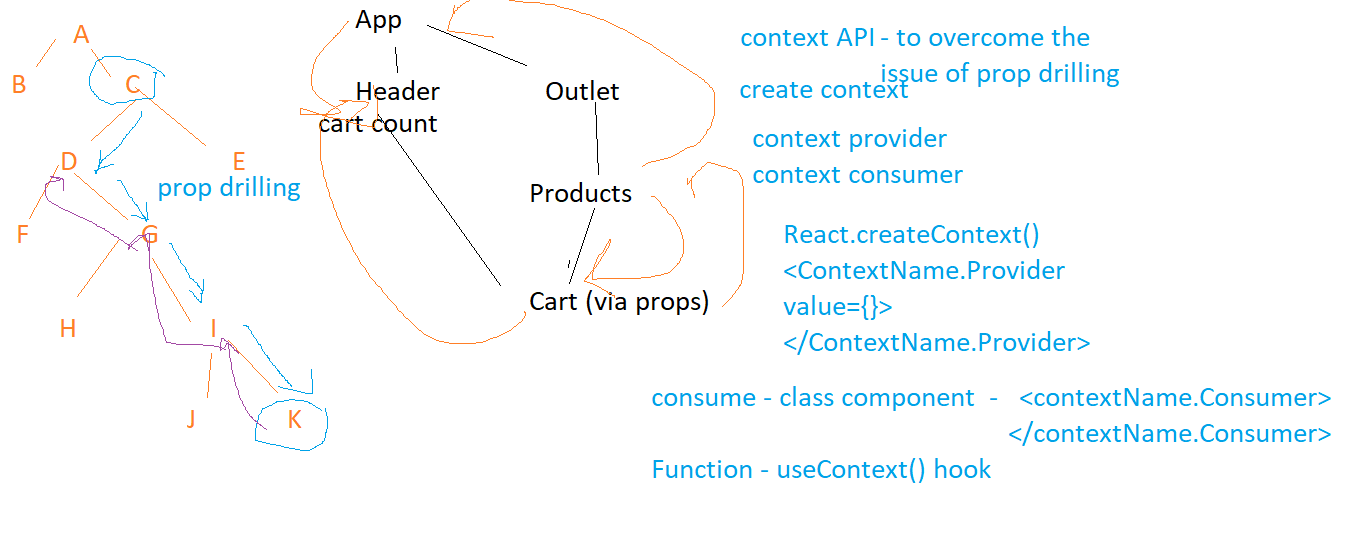 A
B
C
D
E
prop drilling
F
G
H
I
J
K
App
Header
Outlet
cart count
Products
Cart (via props)
context API - to overcome the
issue of prop drilling
create context
context provider
context consumer
React.createContext()
<ContextName.Provider
value={}>
</ContextName.Provider>
consume - class component - <contextName.Consumer>
</contextName.Consumer>
Function - useContext() hook